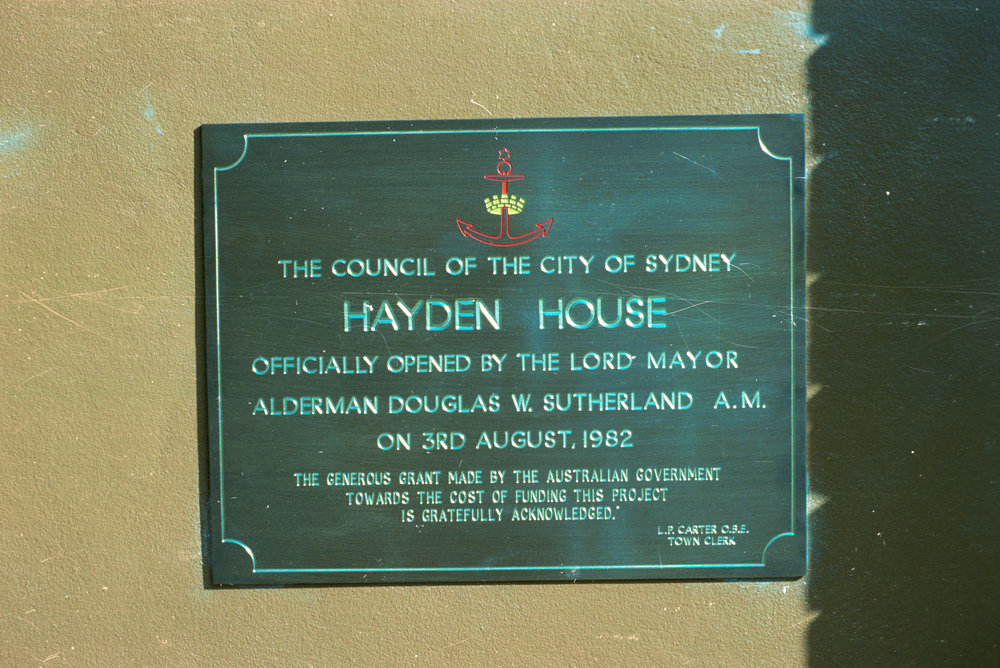 THE COUNCIL OF THE CITY OF SYDNEY
HAYDEN HOUSE
OFFICIALLY OPENED BY THE LORD MAYOR
ALDERMAN DOUGLAS W. SUTHERLAND A.M.
ON 3RD AUGUST, 1982
THE GENEROUS GRANT MADE BY THE AUSTRALIAN GOVERNMENT
TOWARDS THE COST OF FUNDING THIS PROJECT
IS GRATEFULLY ACKNOWLEDGED."
L.P. CARTER O.B.E.
TOWN CLERK